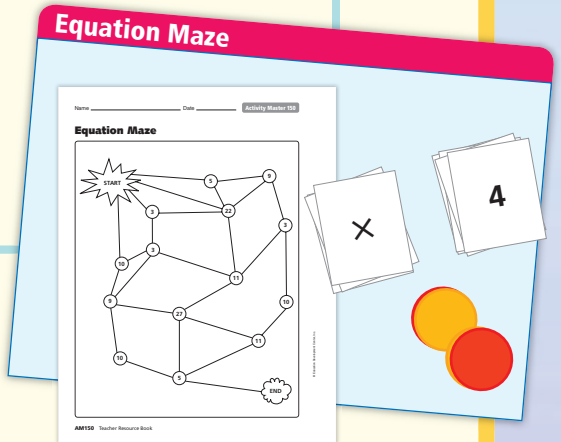 Equation Maze
Name Date Activity Master 150
Equation Maze
START
5
9
3
22
3
3
10
11
9
27
10
11
10
5
END
×
4
AM150 Teacher Resource Book